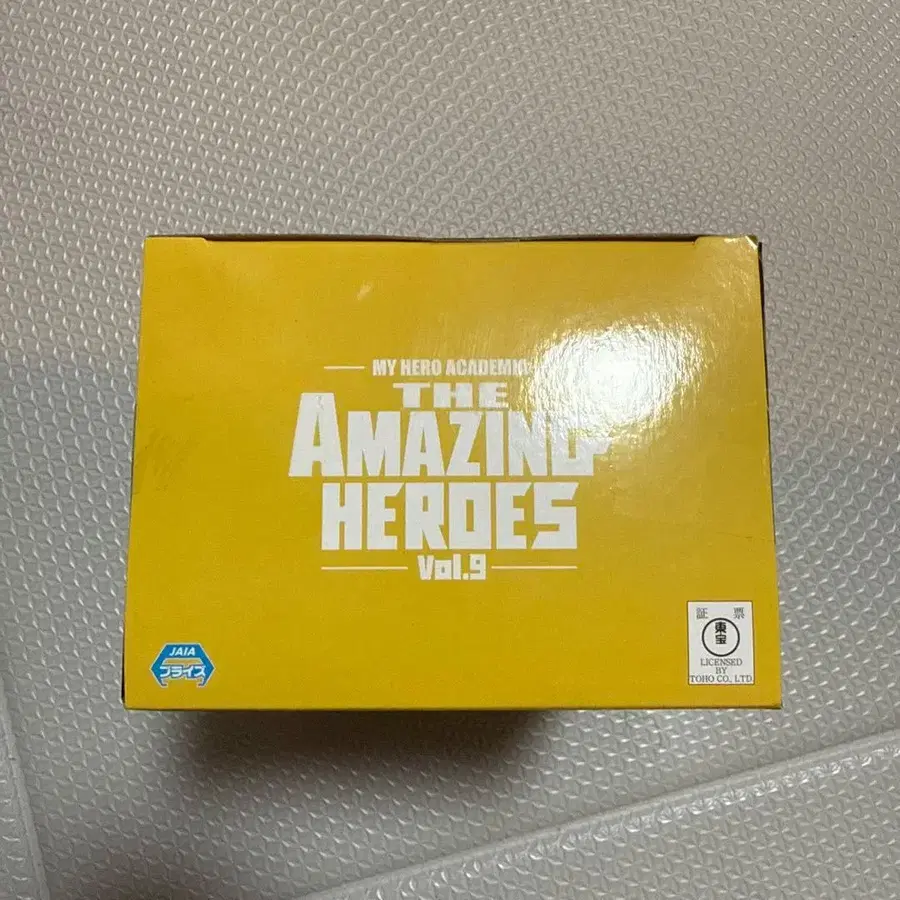 MY HERO ACADEMIA
THE
AMAZING
HEROES
Vol.9
JAIA
プライズ
証 票
東宝
LICENSED
BY
TOHO CO., LTD.